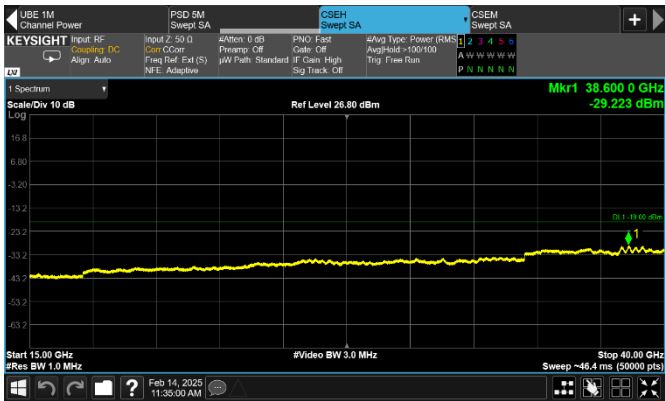 UBE 1M
Channel Power
PSD 5M
Swept SA
CSEH
Swept SA
CSEM
Swept SA
KEYSIGHT
Input: RF
Coupling: DC
Align: Auto
Input Z: 50 Ω
Corr CCorr
Freq Ref: Ext (S)
NFE: Adaptive
#Atten: 0 dB
Preamp: Off
µW Path: Standard
PNO: Fast
Gate: Off
IF Gain: High
Sig Track: Off
#Avg Type: Power (RMS
Avg|Hold:>100/100
Trig: Free Run
1 2 3 4 5 6
A W W W W W
P N N N N N
LXI
1 Spectrum
Mkr1 38.600 0 GHz
Scale/Div 10 dB
Ref Level 26.80 dBm
-29.223 dBm
Log
16.8
6.80
-3.20
-13.2
DL1 -19.00 dBm
-23.2
1
-33.2
-43.2
-53.2
-63.2
Start 15.00 GHz
#Video BW 3.0 MHz
Stop 40.00 GHz
#Res BW 1.0 MHz
Sweep ~46.4 ms (50000 pts)
?
Feb 14, 2025
11:35:00 AM